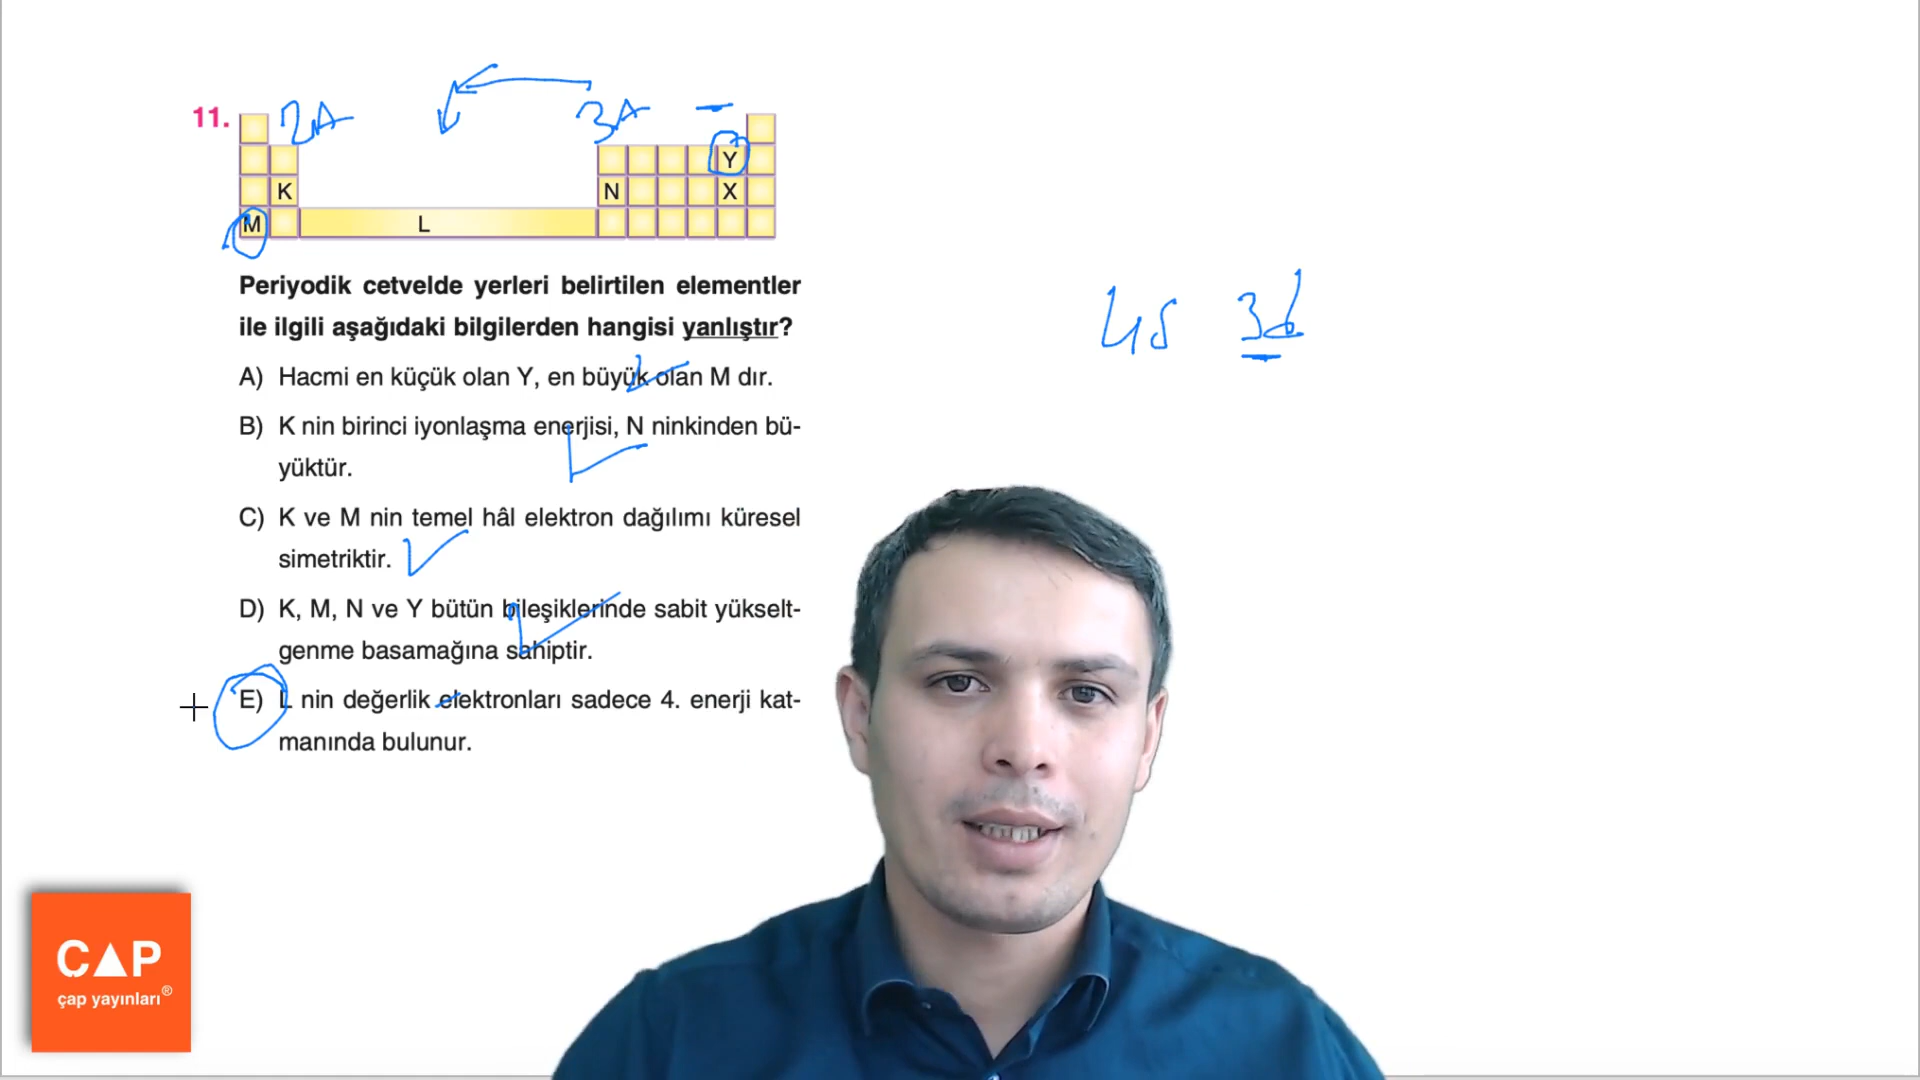 11.
2A
3A
Y
K
N
X
M
L
Periyodik cetvelde yerleri belirtilen elementler
ile ilgili aşağıdaki bilgilerden hangisi yanlıştır?
A) Hacmi en küçük olan Y, en büyük olan M dır.
B) K nin birinci iyonlaşma enerjisi, N ninkinden bü-
yüktür.
C) K ve M nin temel hâl elektron dağılımı küresel
simetriktir.
D) K, M, N ve Y bütün bileşiklerinde sabit yükselt-
genme basamağına sahiptir.
E) L nin değerlik elektronları sadece 4. enerji kat-
manında bulunur.
4s 3d
ÇAP
çap yayınları®